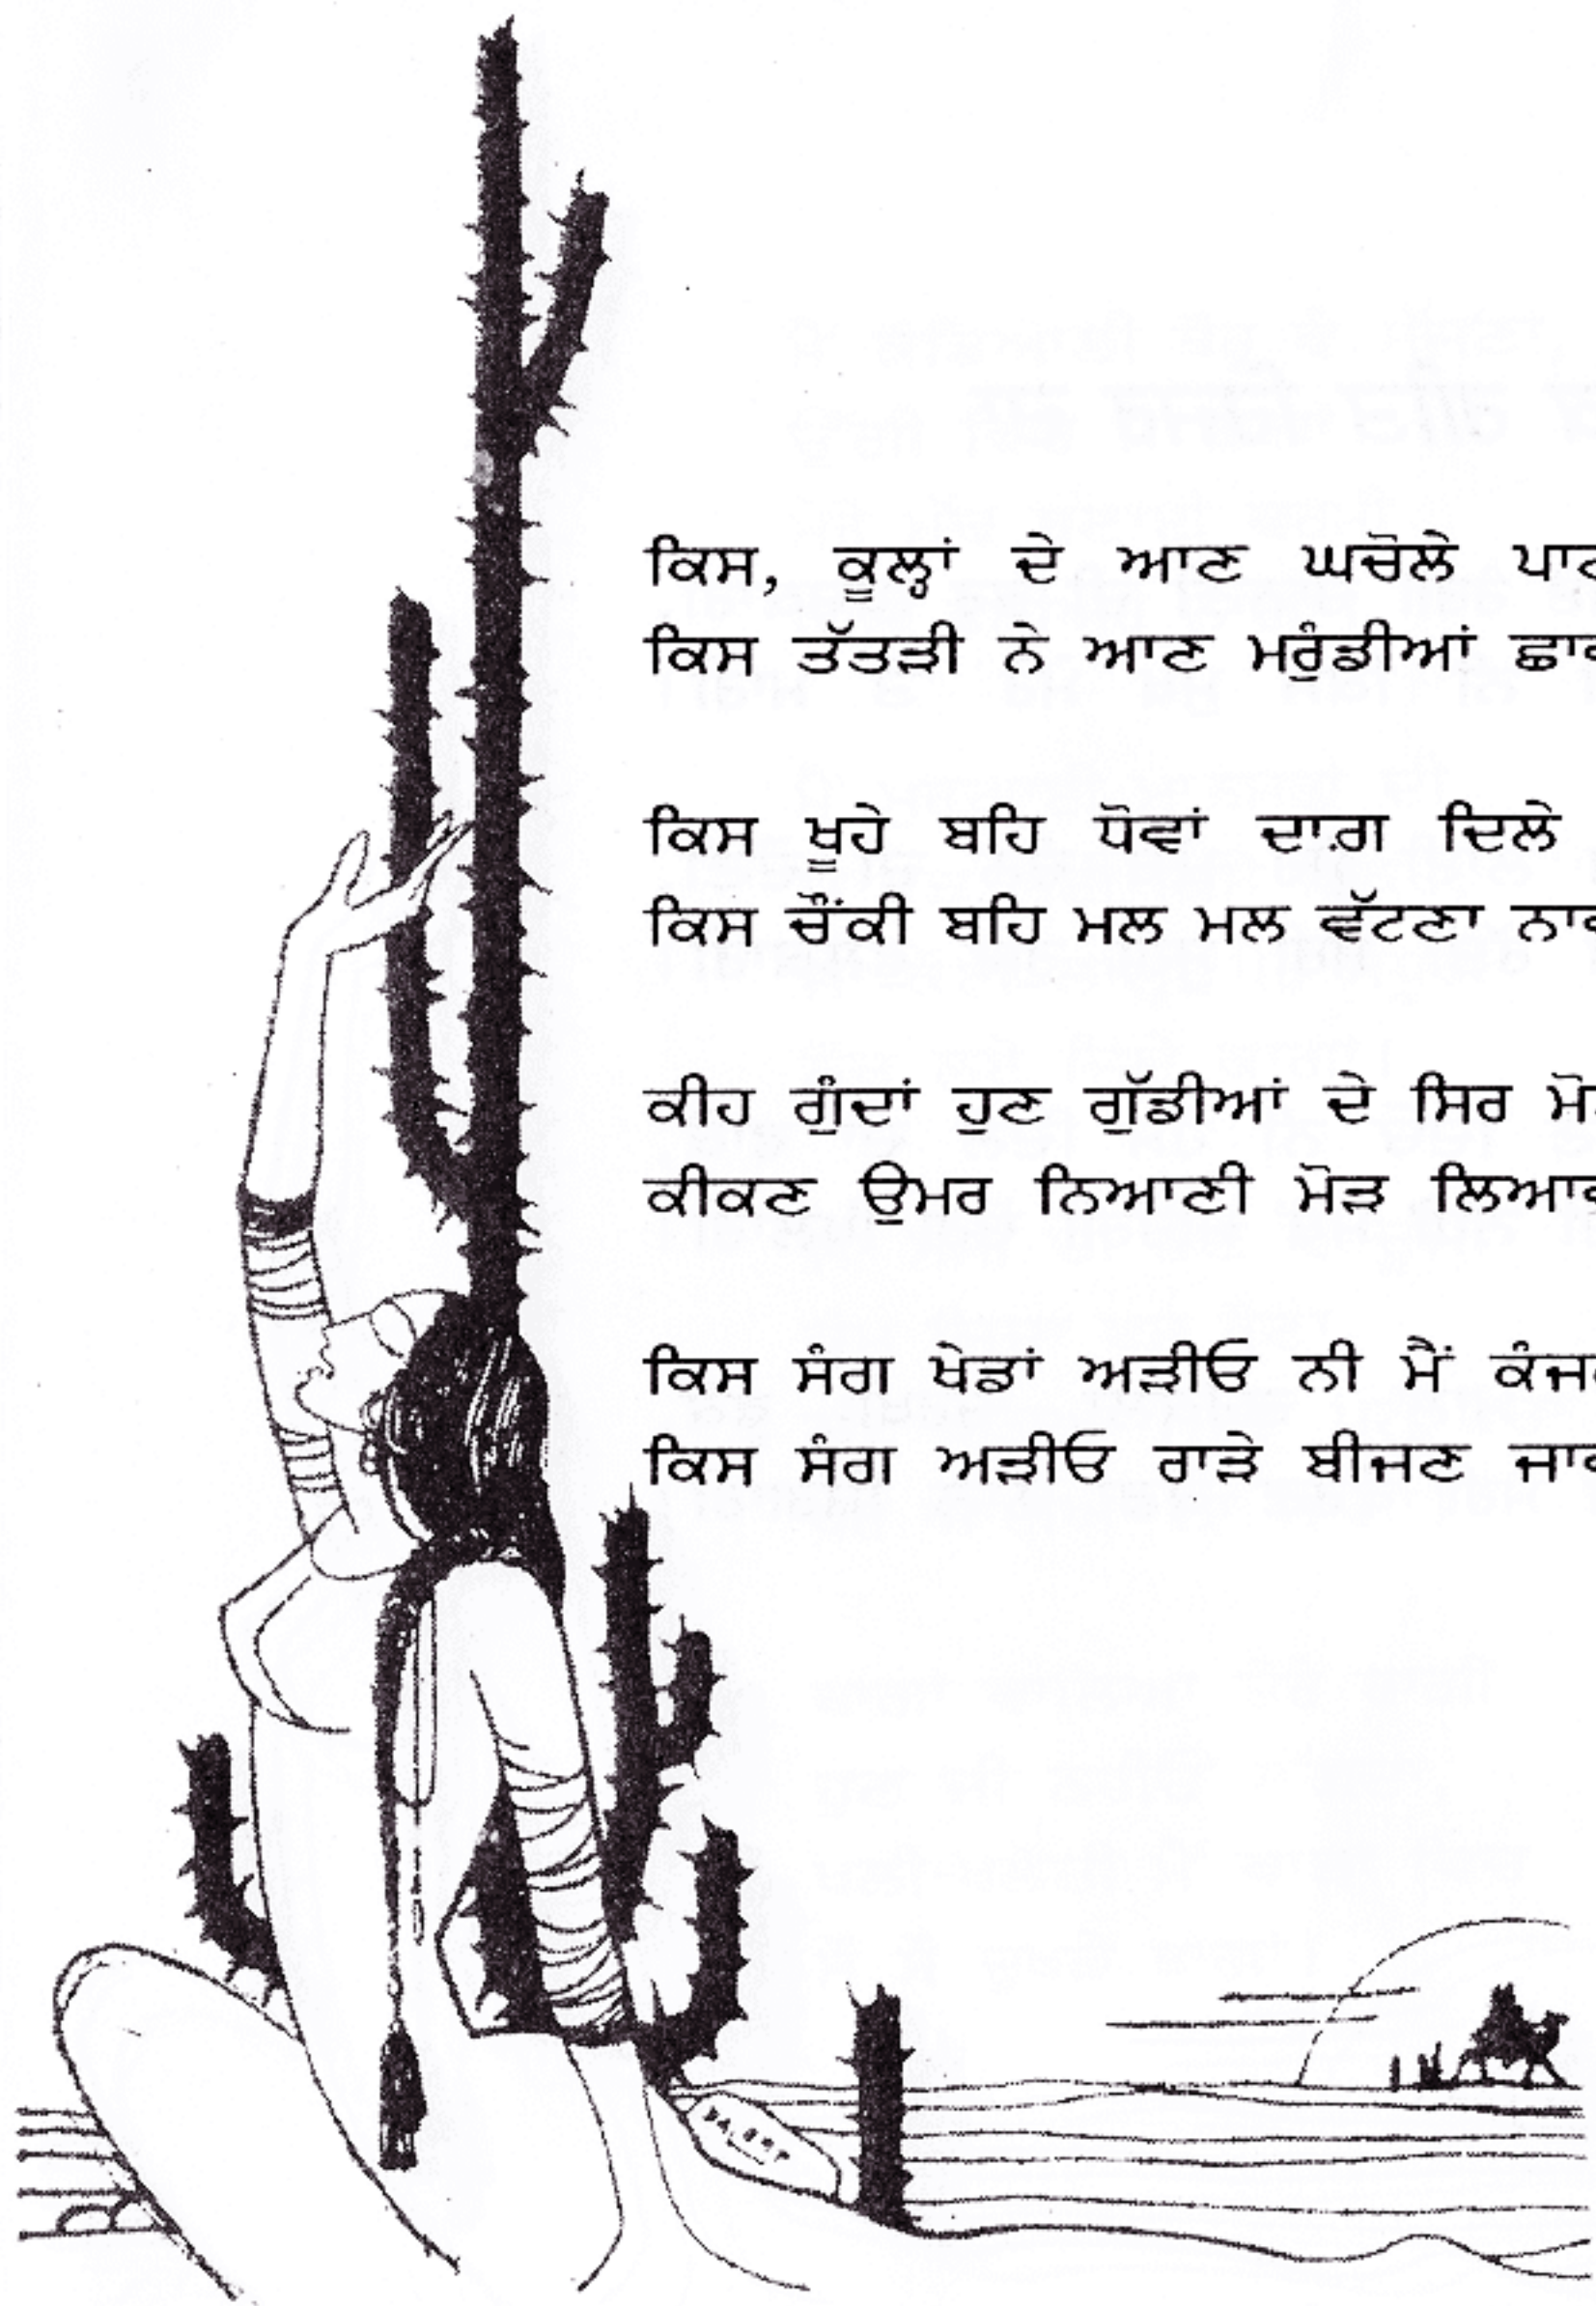 ਕਿਸ, ਕੂਲ੍ਹਾਂ ਦੇ ਆਣ ਘਚੋਲੇ
ਕਿਸ ਤੱਤੜੀ ਨੇ ਆਣ ਮਰੁੰਡੀਆਂ
ਕਿਸ ਖੂਹੇ ਬਹਿ ਧੋਵਾਂ ਦਾਗ਼ ਦਿਲੇ
ਕਿਸ ਚੌਂਕੀ ਬਹਿ ਮਲ ਮਲ ਵੱਟਣਾ
ਕੀਹ ਗੁੰਦਾਂ ਹੁਣ ਗੁੱਡੀਆਂ ਦੇ ਸਿਰ
ਕੀਕਣ ਉਮਰ ਨਿਆਣੀ ਮੋੜ
ਕਿਸ ਸੰਗ ਖੇਡਾਂ ਅੜੀਓ ਨੀ ਮੈਂ
ਕਿਸ ਸੰਗ ਅੜੀਓ ਰਾੜੇ ਬੀਜਣ